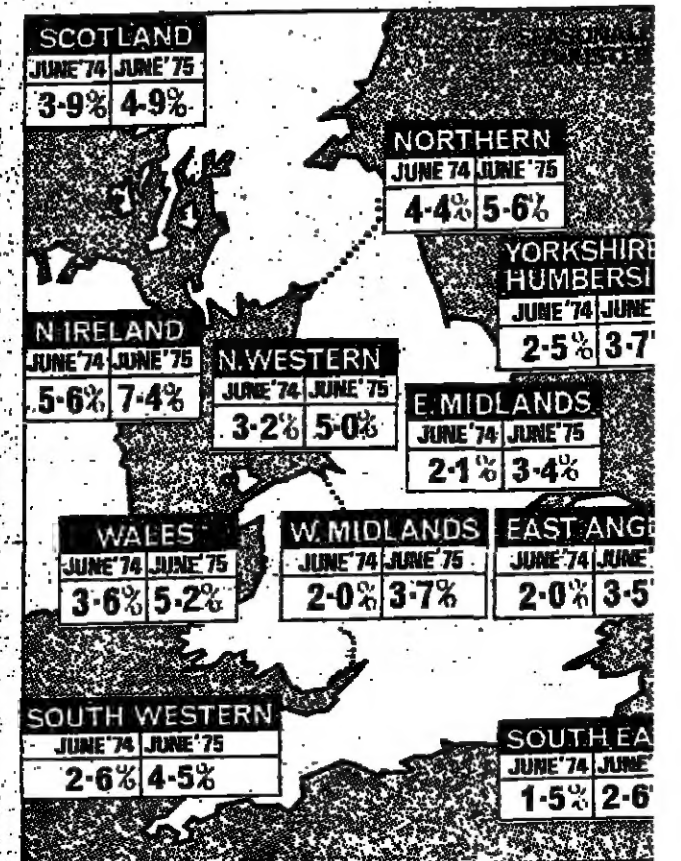 SCOTLAND
JUNE'74 JUNE'75
3·9% 4·9%
NORTHERN
JUNE 74 JUNE '75
4·4% 5·6%
YORKSHIRE
HUMBERSI
JUNE'74 JUNE'
2·5% 3·7
N IRELAND
JUNE'74 JUNE'75
5·6% 7·4%
N.WESTERN
JUNE'74 JUNE'75
3·2% 5·0%
E.MIDLANDS
JUNE'74 JUNE'75
2·1% 3·4%
WALES
JUNE'74 JUNE'75
3·6% 5·2%
W.MIDLANDS
JUNE'74 JUNE'75
2·0% 3·7%
EAST ANGL
JUNE'74 JUNE'
2·0% 3·5
SOUTH WESTERN
JUNE'74 JUNE'75
2·6% 4·5%
SOUTH EA
JUNE'74 JUNE'
1·5% 2·6